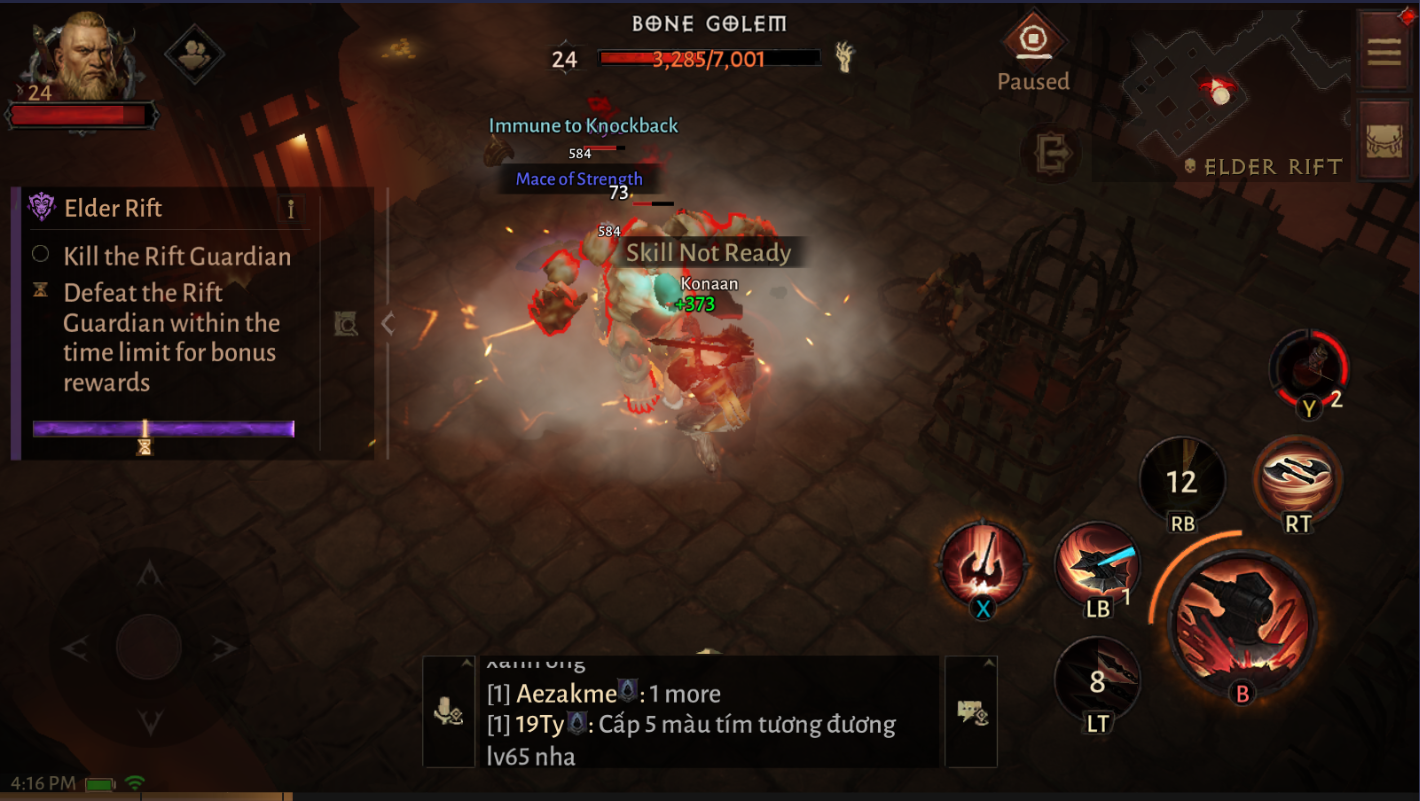 BONE GOLEM
24
3,285/7,001
24
Paused
Immune to Knockback
584
Mace of Strength
73
584
Skill Not Ready
Konaan
+373
ELDER RIFT
Elder Rift
i
Kill the Rift Guardian
Defeat the Rift
Guardian within the
time limit for bonus
rewards
2
Y
12
RB
RT
X
LB
1
8
LT
B
[1] Aezakme: 1 more
[1] 19Ty: Cấp 5 màu tím tương đương
lv65 nha
4:16 PM